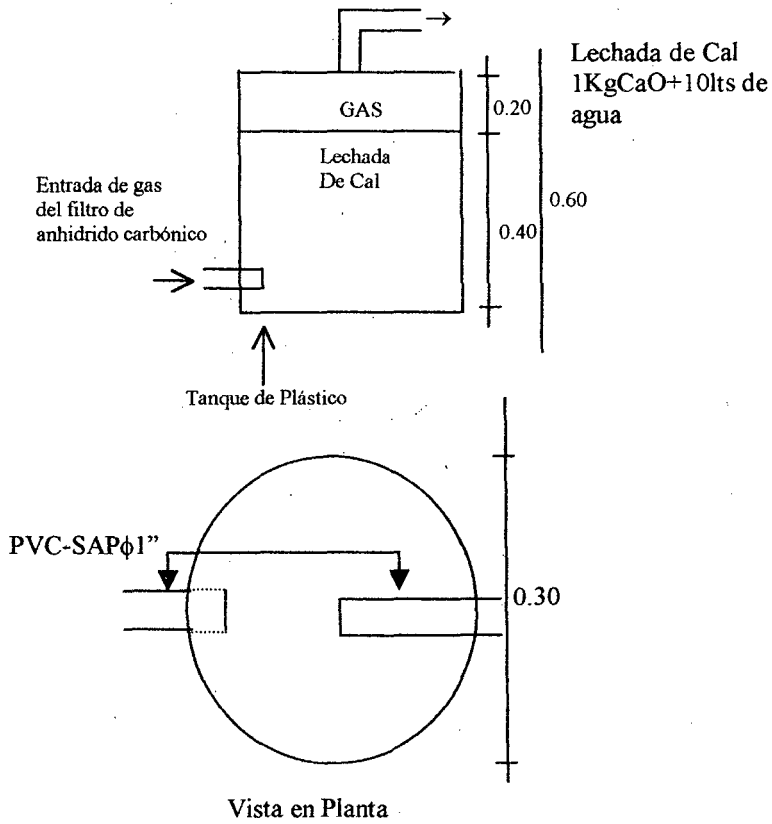 Lechada de Cal
1KgCaO+10lts de
agua
GAS
0.20
Lechada
De Cal
Entrada de gas
del filtro de
anhidrido carbónico
0.60
0.40
Tanque de Plástico
PVC-SAPϕ1”
0.30
Vista en Planta